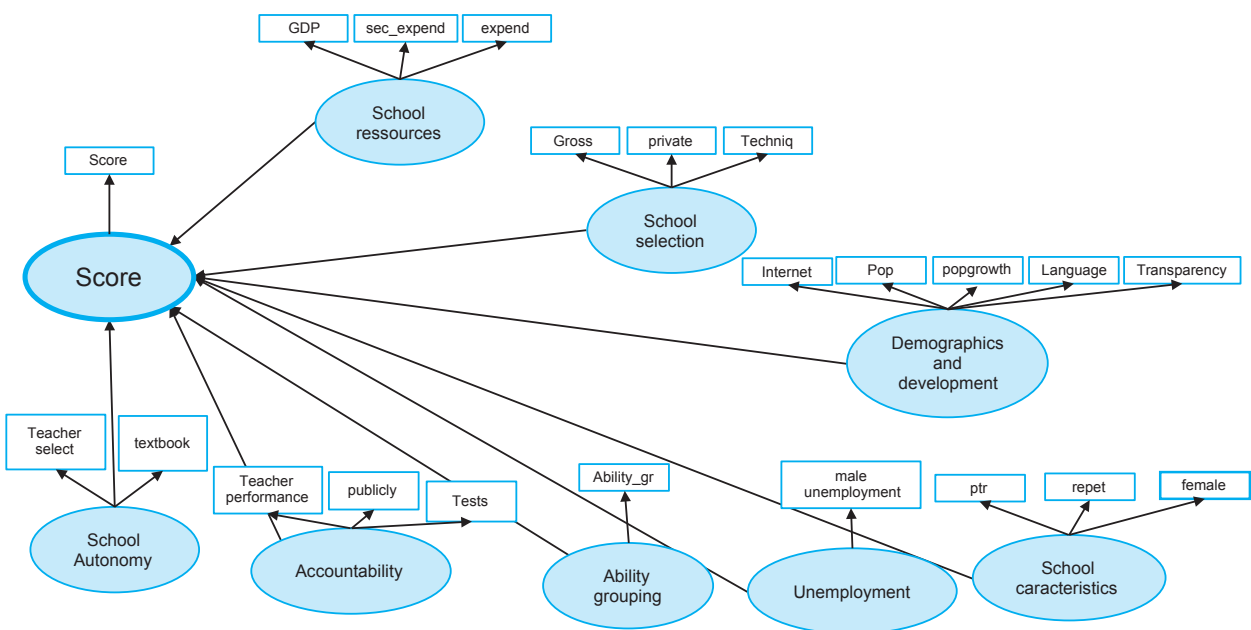 GDP
sec_expend
expend
School
ressources
Gross
private
Techniq
Score
School
selection
Score
Internet
Pop
popgrowth
Language
Transparency
Demographics
and
development
Teacher
select
textbook
Teacher
performance
publicly
Tests
Ability_gr
male
unemployment
ptr
repet
female
School
Autonomy
Accountability
Ability
grouping
Unemployment
School
caracteristics